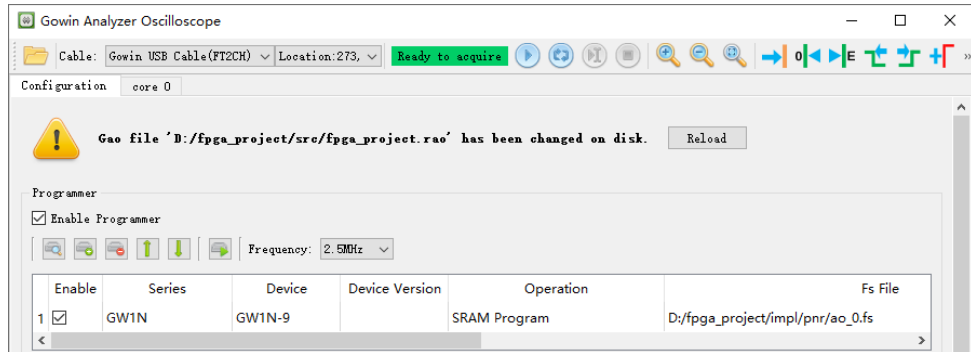 Gowin Analyzer Oscilloscope
Cable: Gowin USB Cable(FT2CH) Location:273, Ready to acquire
Configuration core 0
Gao file 'D:/fpga_project/src/fpga_project.rao' has been changed on disk. Reload
Programmer
Enable Programmer
Frequency: 2.5MHz
Enable Series Device Device Version Operation Fs File
1 GW1N GW1N-9 SRAM Program D:/fpga_project/impl/pnr/ao_0.fs